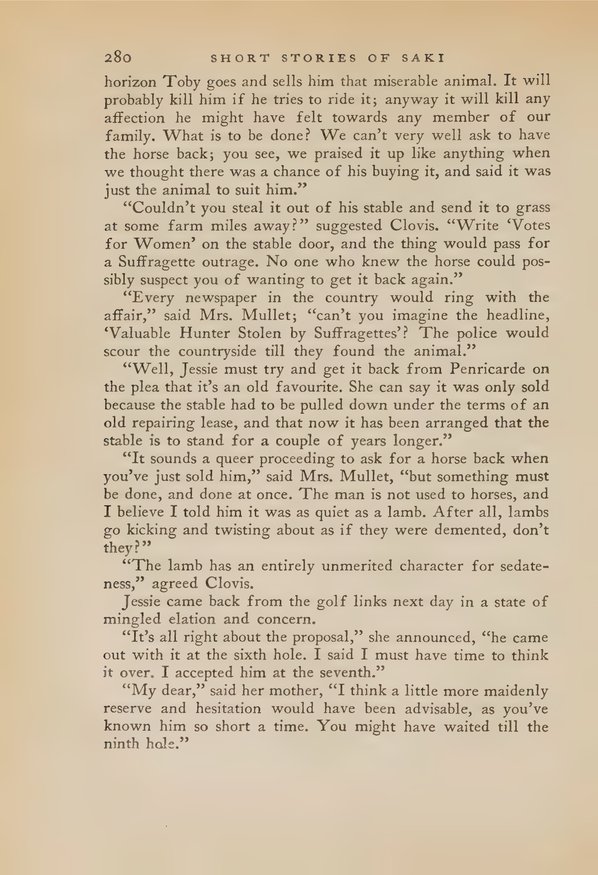 280 SHORT STORIES OF SAKI
horizon Toby goes and sells him that miserable animal. It will
probably kill him if he tries to ride it; anyway it will kill any
affection he might have felt towards any member of our
family. What is to be done? We can’t very well ask to have
the horse back; you see, we praised it up like anything when
we thought there was a chance of his buying it, and said it was
just the animal to suit him.”
“Couldn’t you steal it out of his stable and send it to grass
at some farm miles away?” suggested Clovis. “Write ‘Votes
for Women’ on the stable door, and the thing would pass for
a Suffragette outrage. No one who knew the horse could pos-
sibly suspect you of wanting to get it back again.”
“Every newspaper in the country would ring with the
affair,” said Mrs. Mullet; “can’t you imagine the headline,
‘Valuable Hunter Stolen by Suffragettes’? The police would
scour the countryside till they found the animal.”
“Well, Jessie must try and get it back from Penricarde on
the plea that it’s an old favourite. She can say it was only sold
because the stable had to be pulled down under the terms of an
old repairing lease, and that now it has been arranged that the
stable is to stand for a couple of years longer.”
“It sounds a queer proceeding to ask for a horse back when
you’ve just sold him,” said Mrs. Mullet, “but something must
be done, and done at once. The man is not used to horses, and
I believe I told him it was as quiet as a lamb. After all, lambs
go kicking and twisting about as if they were demented, don’t
they?”
“The lamb has an entirely unmerited character for sedate-
ness,” agreed Clovis.
Jessie came back from the golf links next day in a state of
mingled elation and concern.
“It’s all right about the proposal,” she announced, “he came
out with it at the sixth hole. I said I must have time to think
it over. I accepted him at the seventh.”
“My dear,” said her mother, “I think a little more maidenly
reserve and hesitation would have been advisable, as you’ve
known him so short a time. You might have waited till the
ninth hole.”